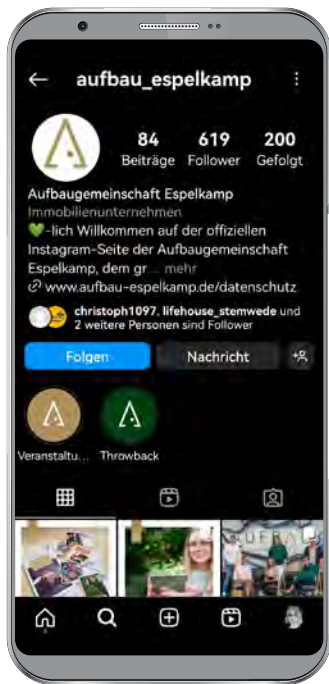 aufbau_espelkamp
84 619 200
Beiträge Follower Gefolgt
Aufbaugemeinschaft Espelkamp
Immobilienunternehmen
💚-lich Willkommen auf der offiziellen
Instagram-Seite der Aufbaugemeinschaft
Espelkamp, dem gr... mehr
www.aufbau-espelkamp.de/datenschutz
christoph1097, lifehouse_stemwede und
2 weitere Personen sind Follower
Folgen Nachricht
Veranstaltu... Throwback
AUFBAU